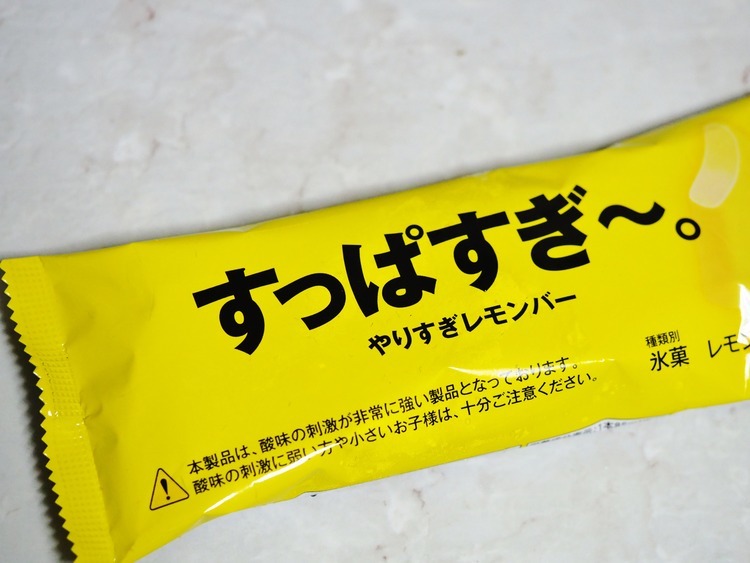 すっぱすぎ〜。
やりすぎレモンバー
種類別
氷菓 レモン
本製品は、酸味の刺激が非常に強い製品となっております。
酸味の刺激に弱い方や小さいお子様は、十分ご注意ください。